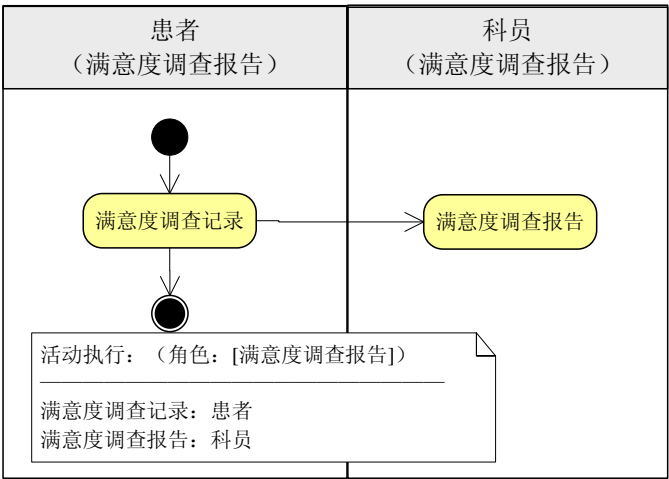 患者
（满意度调查报告）
科员
（满意度调查报告）
满意度调查记录
满意度调查报告
活动执行：（角色：[满意度调查报告]）
满意度调查记录：患者
满意度调查报告：科员